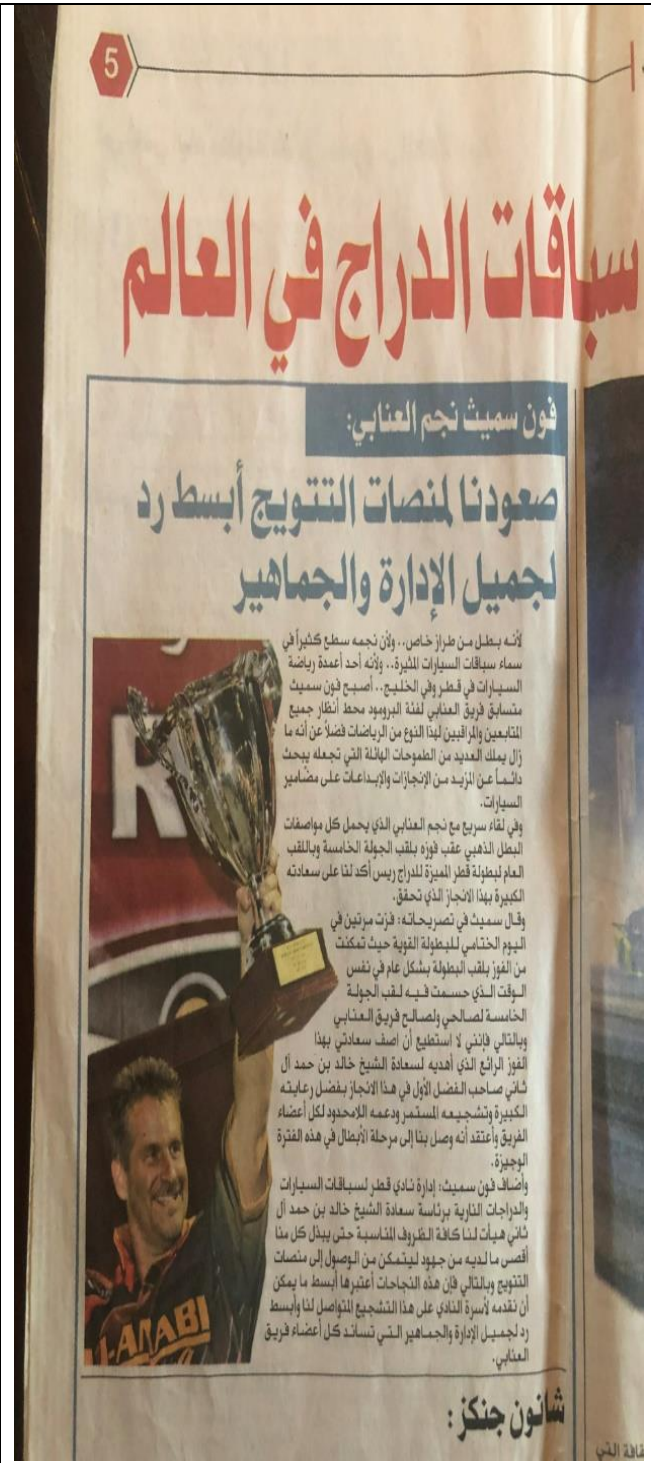 5
سباقات الدراج في العالم
فون سميث نجم العنابي:
صعودنا لمنصات التتويج أبسط رد
لجميل الإدارة والجماهير
لأنه بطل من طراز خاص.. ولأن نجمه سطع كثيراً في
سماء سباقات السيارات المثيرة.. ولأنه أحد أعمدة رياضة
السيارات في قطر وفي الخليج.. أصبح فون سميث
متسابق فريق العنابي لفئة البرومود محط أنظار جميع
المتابعين والمراقبين لهذا النوع من الرياضات فضلاً عن أنه ما
زال يملك العديد من الطموحات الهائلة التي تجعله يبحث
دائماً عن المزيد من الإنجازات والإبداعات على مضامير
السيارات.
وفي لقاء سريع مع نجم العنابي الذي يحمل كل مواصفات
البطل الذهبي عقب فوزه بلقب الجولة الخامسة وباللقب
العام لبطولة قطر المميزة للدراج ريس أكد لنا على سعادته
الكبيرة بهذا الانجاز الذي تحقق.
وقال سميث في تصريحاته: فزت مرتين في
اليوم الختامي للبطولة القوية حيث تمكنت
من الفوز بلقب البطولة بشكل عام في نفس
الوقت الذي حسمت فيه لقب الجولة
الخامسة لصالحي ولصالح فريق العنابي
وبالتالي فإنني لا استطيع أن اصف سعادتي بهذا
الفوز الرائع الذي أهديه لسعادة الشيخ خالد بن حمد آل
ثاني صاحب الفضل الأول في هذا الانجاز بفضل رعايته
الكبيرة وتشجيعه المستمر ودعمه اللامحدود لكل أعضاء
الفريق وأعتقد أنه وصل بنا إلى مرحلة الأبطال في هذه الفترة
الوجيزة.
وأضاف فون سميث: إدارة نادي قطر لسباقات السيارات
والدراجات النارية برئاسة سعادة الشيخ خالد بن حمد آل
ثاني هيأت لنا كافة الظروف المناسبة حتى يبذل كل منا
أقصى ما لديه من جهود ليتمكن من الوصول إلى منصات
التتويج وبالتالي فإن هذه النجاحات أعتبرها أبسط ما يمكن
أن نقدمه لأسرة النادي على هذا التشجيع المتواصل لنا وأبسط
رد لجميل الإدارة والجماهير التي تساند كل أعضاء فريق
العنابي.
R
L-ANABI
شانون جنكز :
التي